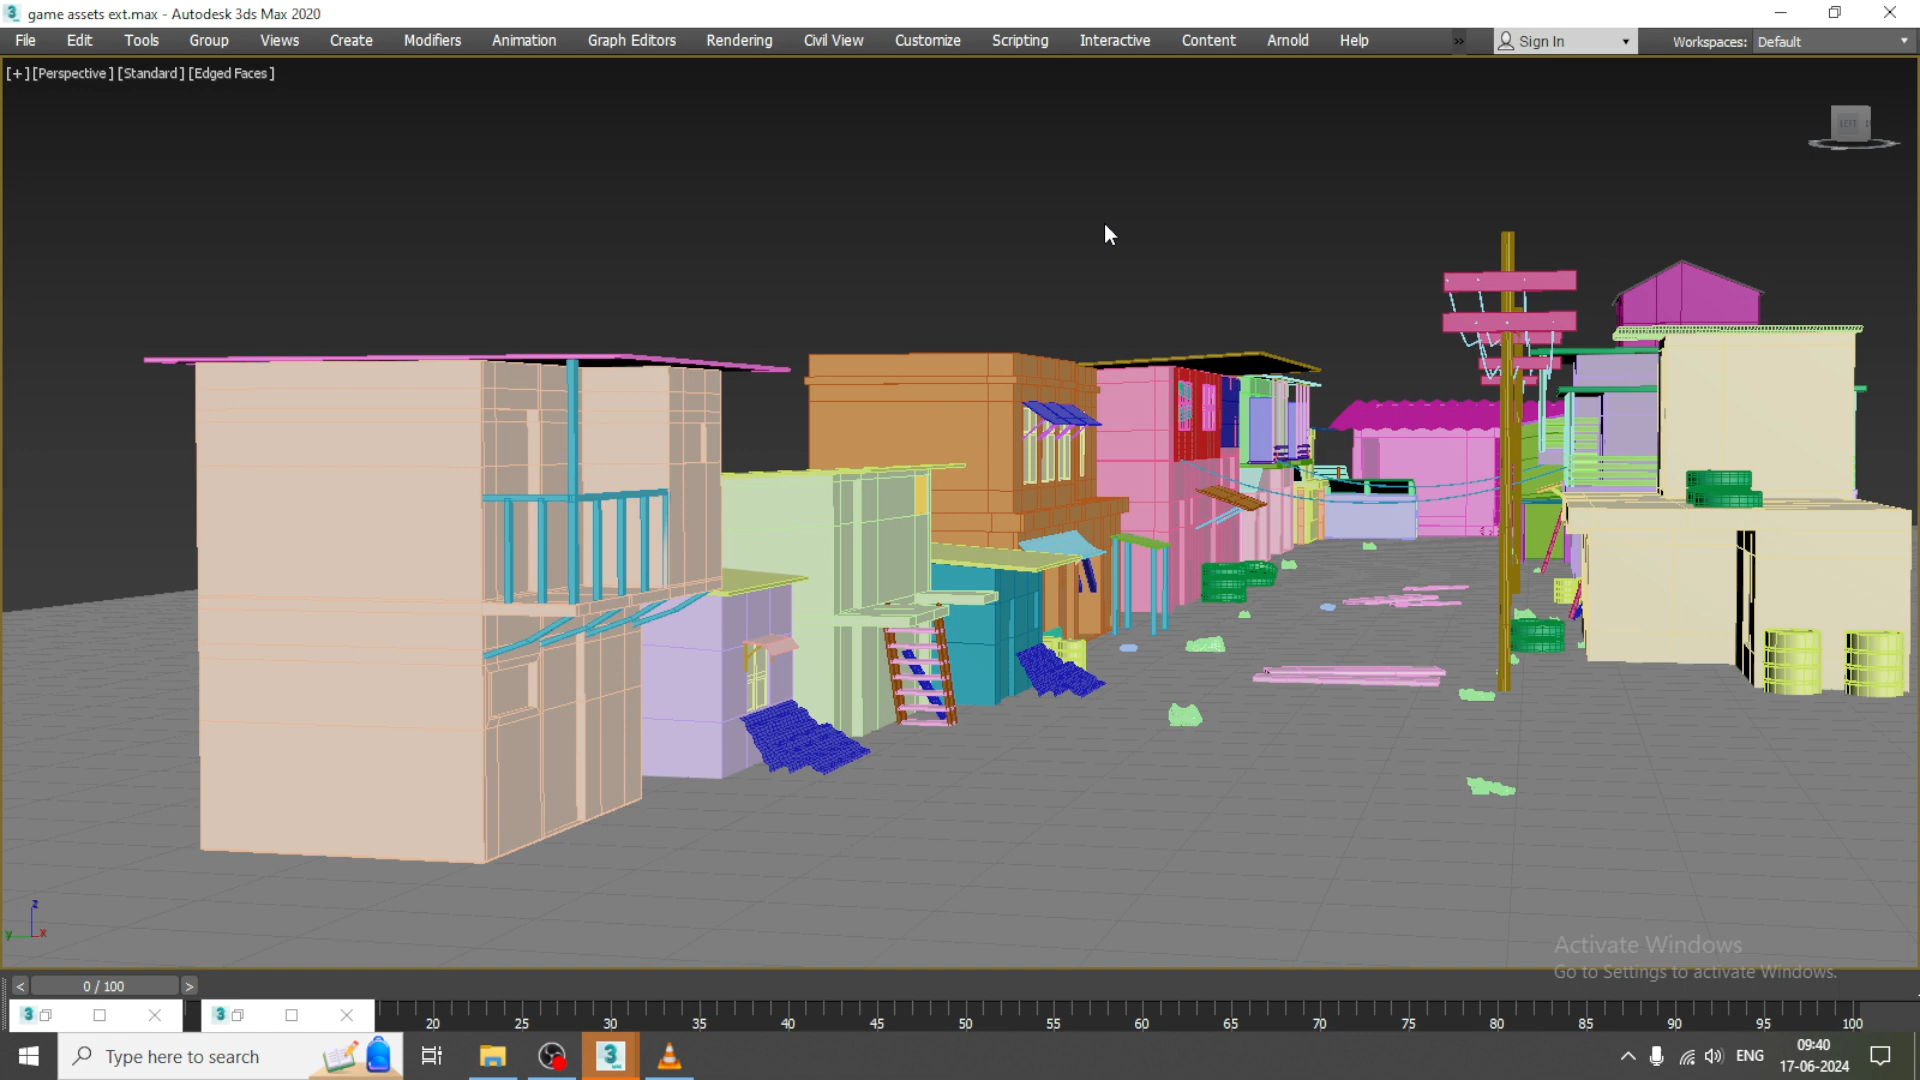 game assets ext.max - Autodesk 3ds Max 2020
File Edit Tools Group Views Create Modifiers Animation Graph Editors Rendering Civil View Customize Scripting Interactive Content Arnold Help » Sign In Workspaces: Default
[+] [Perspective] [Standard] [Edged Faces]
LEFT
z
y x
Activate Windows
Go to Settings to activate Windows.
< 0 / 100 >
20 25 30 35 40 45 50 55 60 65 70 75 80 85 90 95 100
Type here to search
ENG
09:40
17-06-2024